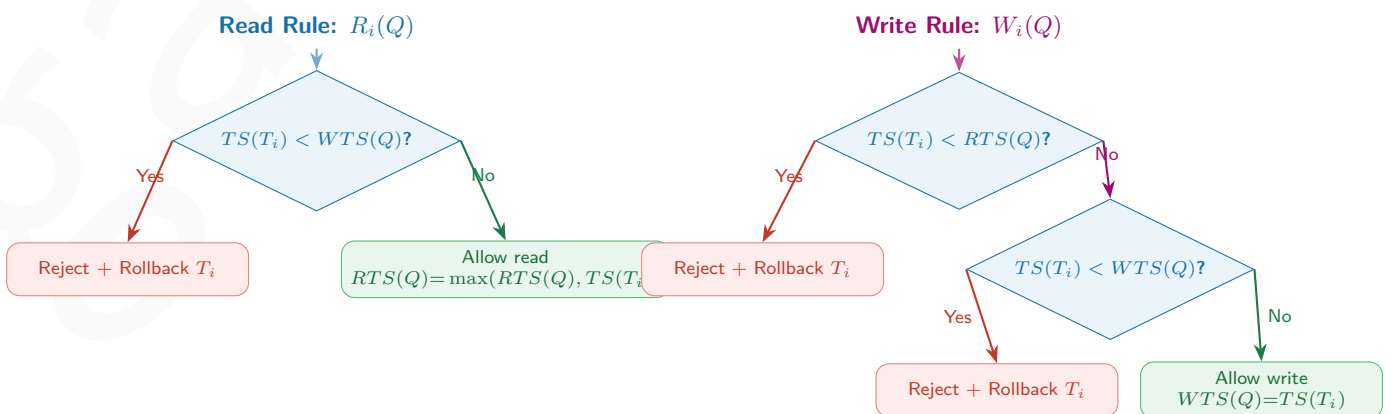 Read Rule: R_i(Q)
TS(T_i) < WTS(Q)?
Yes
No
Reject + Rollback T_i
Allow read
RTS(Q)=max(RTS(Q), TS(T_i
Write Rule: W_i(Q)
TS(T_i) < RTS(Q)?
Yes
No
Reject + Rollback T_i
TS(T_i) < WTS(Q)?
Yes
No
Reject + Rollback T_i
Allow write
WTS(Q)=TS(T_i)